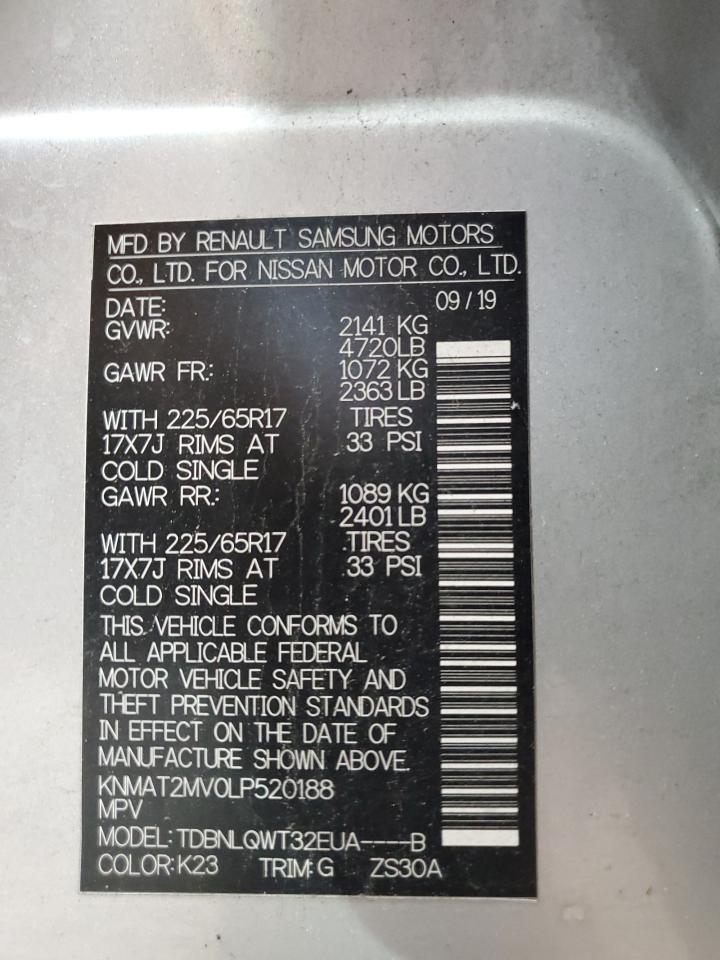 MFD BY RENAULT SAMSUNG MOTORS
CO., LTD. FOR NISSAN MOTOR CO., LTD.
DATE: 09/19
GVWR: 2141 KG
4720LB
GAWR FR.: 1072 KG
2363 LB
WITH 225/65R17 TIRES
17X7J RIMS AT 33 PSI
COLD SINGLE
GAWR RR.: 1089 KG
2401 LB
WITH 225/65R17 TIRES
17X7J RIMS AT 33 PSI
COLD SINGLE
THIS VEHICLE CONFORMS TO
ALL APPLICABLE FEDERAL
MOTOR VEHICLE SAFETY AND
THEFT PREVENTION STANDARDS
IN EFFECT ON THE DATE OF
MANUFACTURE SHOWN ABOVE.
KNMAT2MV0LP520188
MPV
MODEL: TDBNLQWT32EUA----B
COLOR: K23 TRIM: G ZS30A